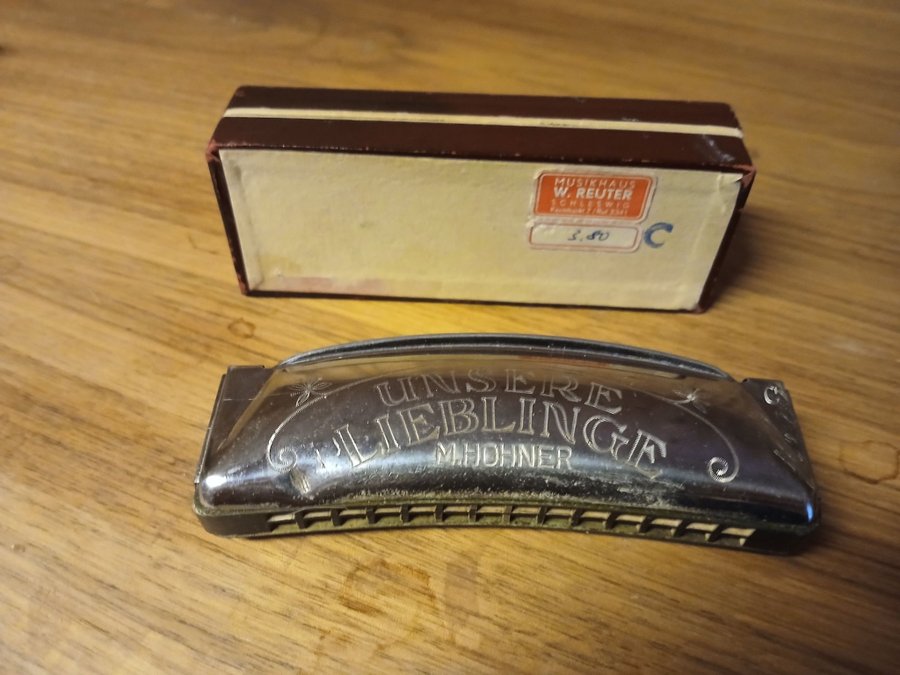 MUSIKHAUS
W. REUTER
SCHLESWIG
3.80
C
UNSERE
LIEBLINGE
M.HOHNER